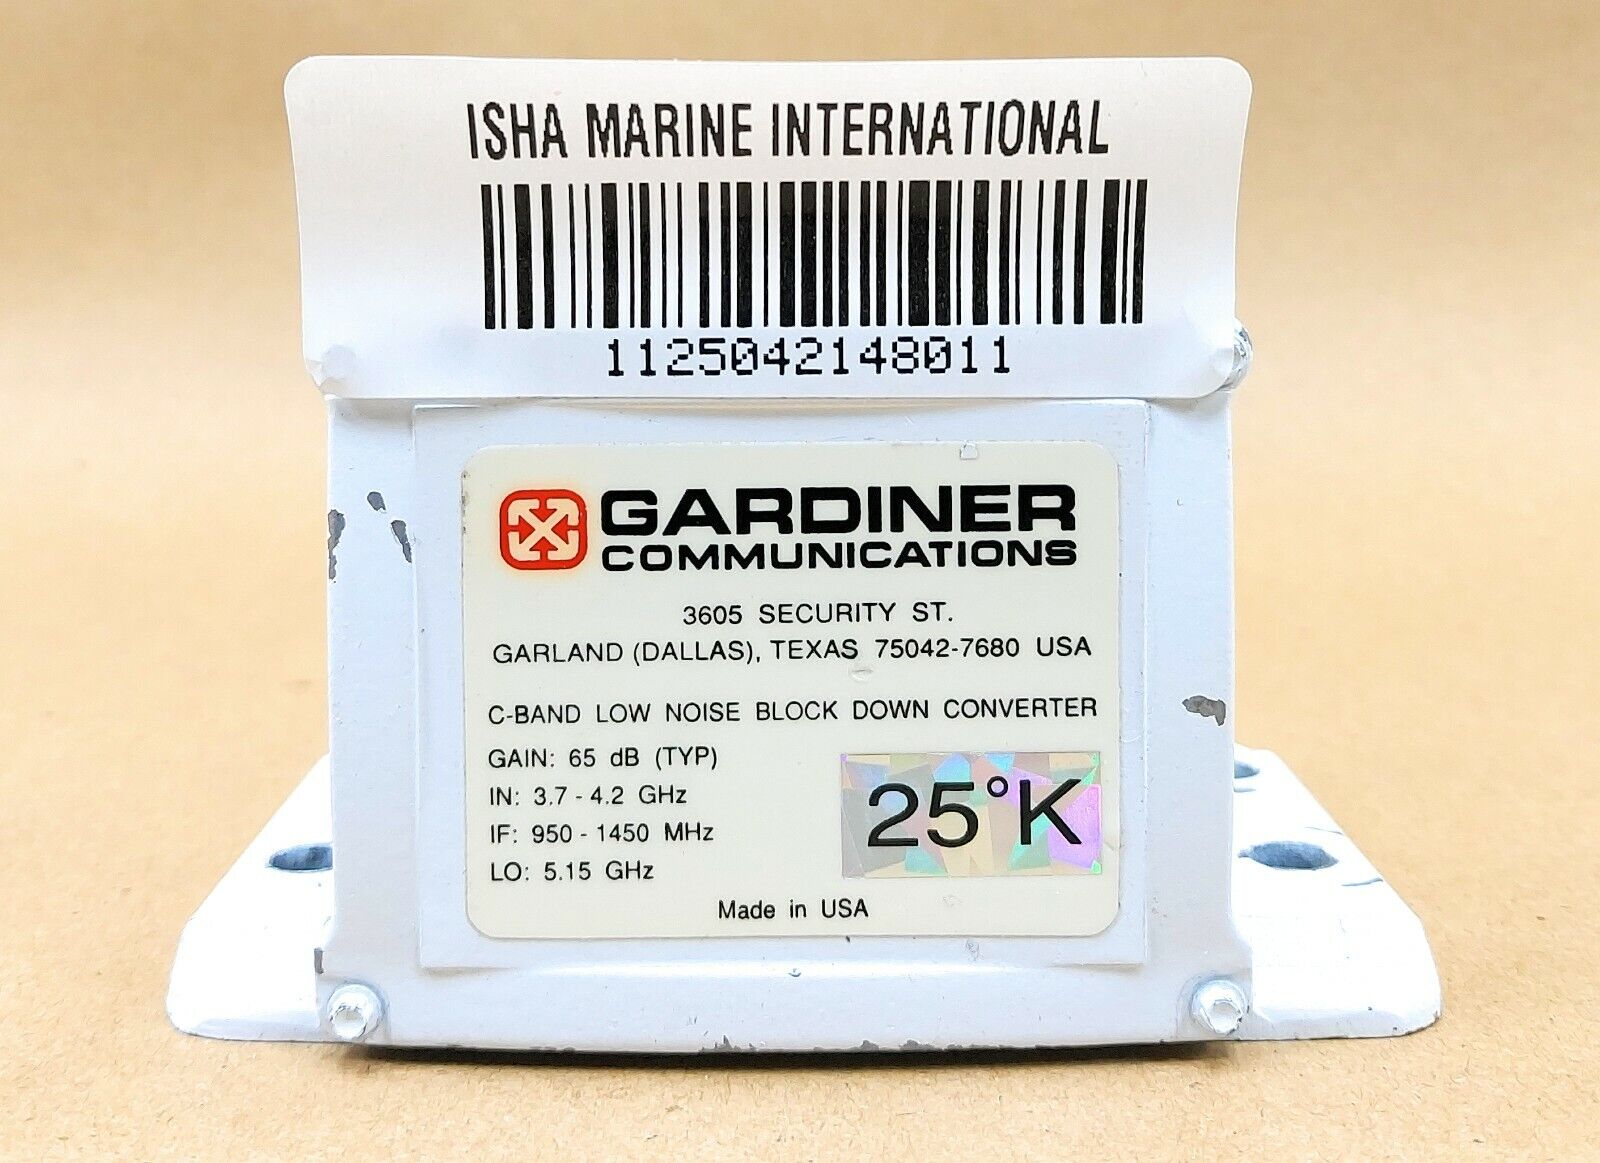 ISHA MARINE INTERNATIONAL
1125042148011
GARDINER
COMMUNICATIONS
3605 SECURITY ST.
GARLAND (DALLAS), TEXAS 75042-7680 USA
C-BAND LOW NOISE BLOCK DOWN CONVERTER
GAIN: 65 dB (TYP)
IN: 3.7 - 4.2 GHz
IF: 950 - 1450 MHz
LO: 5.15 GHz
25°K
Made in USA